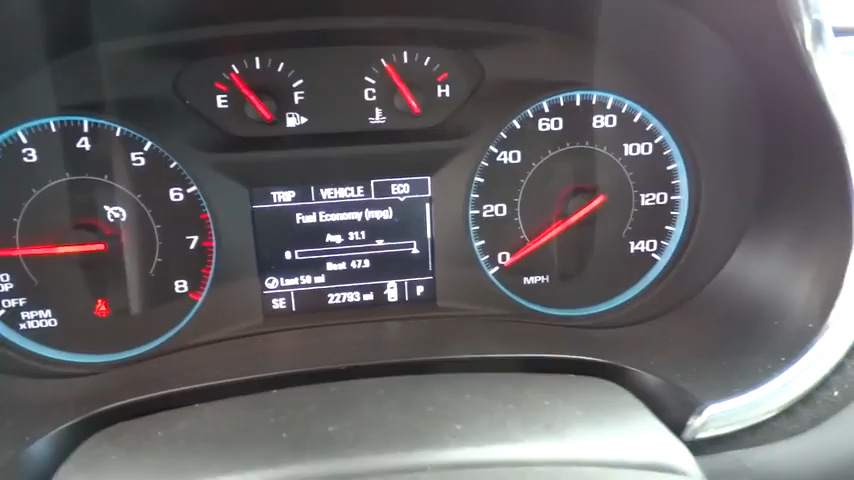 E F
C H
3 4 5 6 7 8
OFF
RPM
x1000
TRIP VEHICLE ECO
Fuel Economy (mpg)
Avg. 31.1
0
Best 47.9
Last 50 mi
SE 22793 mi P
0 20 40 60 80 100 120 140
MPH